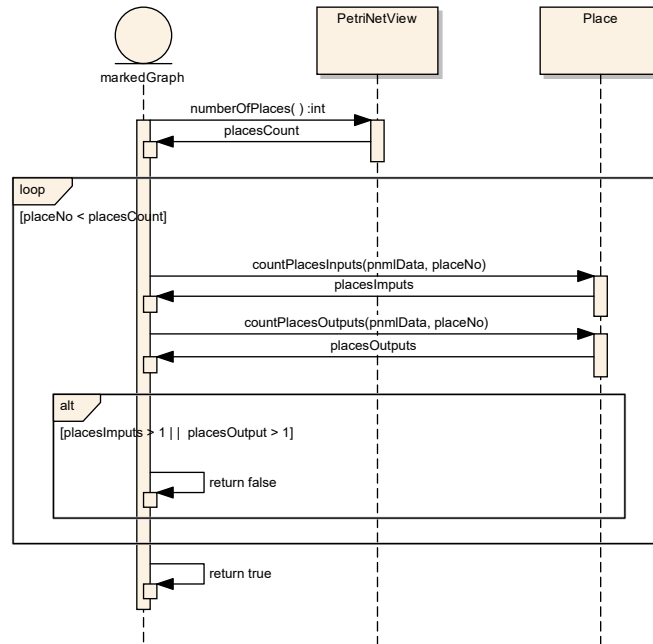 PetriNetView
Place
markedGraph
numberOfPlaces( ) :int
placesCount
loop
[placeNo < placesCount]
countPlacesInputs(pnmlData, placeNo)
placesImputs
countPlacesOutputs(pnmlData, placeNo)
placesOutputs
alt
[placesImputs > 1 || placesOutput > 1]
return false
return true